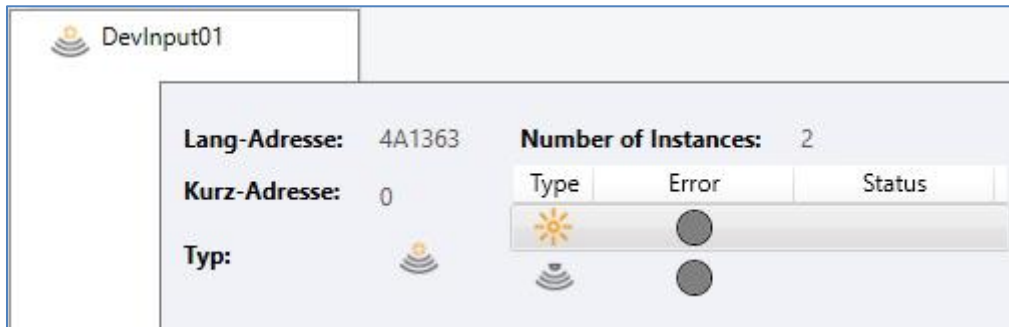 DevInput01
Lang-Adresse: 4A1363 Number of Instances: 2
Kurz-Adresse: 0 Type Error Status
Typ: